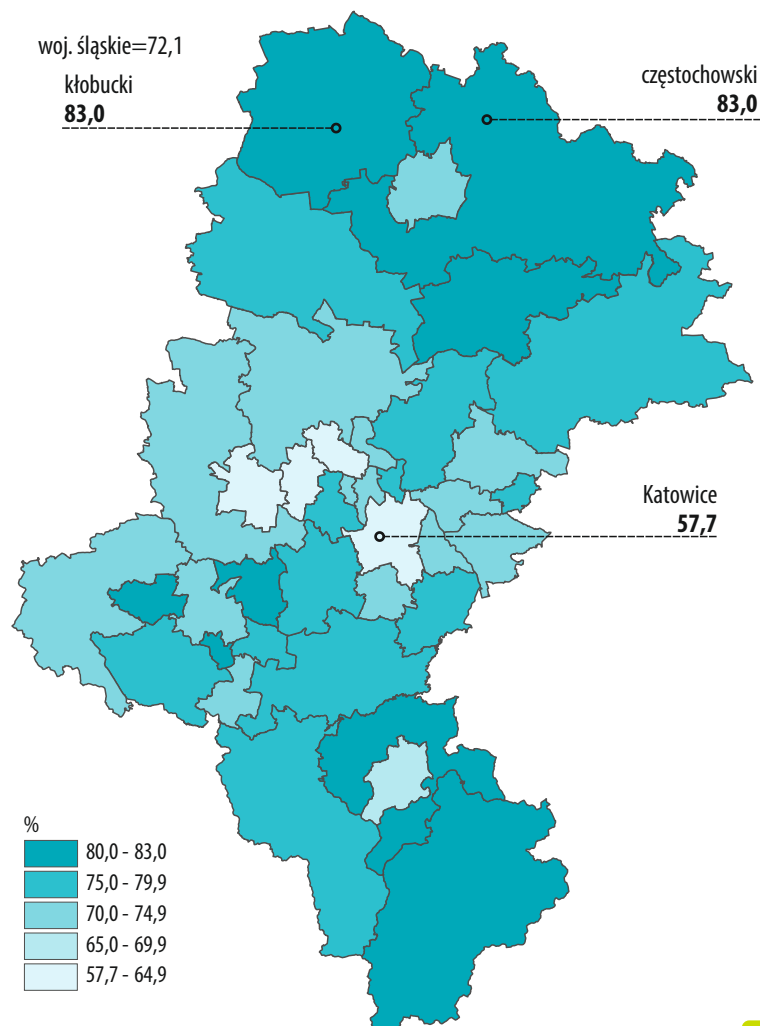 woj. śląskie=72,1
kłobucki
83,0
częstochowski
83,0
Katowice
57,7
%
80,0 - 83,0
75,0 - 79,9
70,0 - 74,9
65,0 - 69,9
57,7 - 64,9